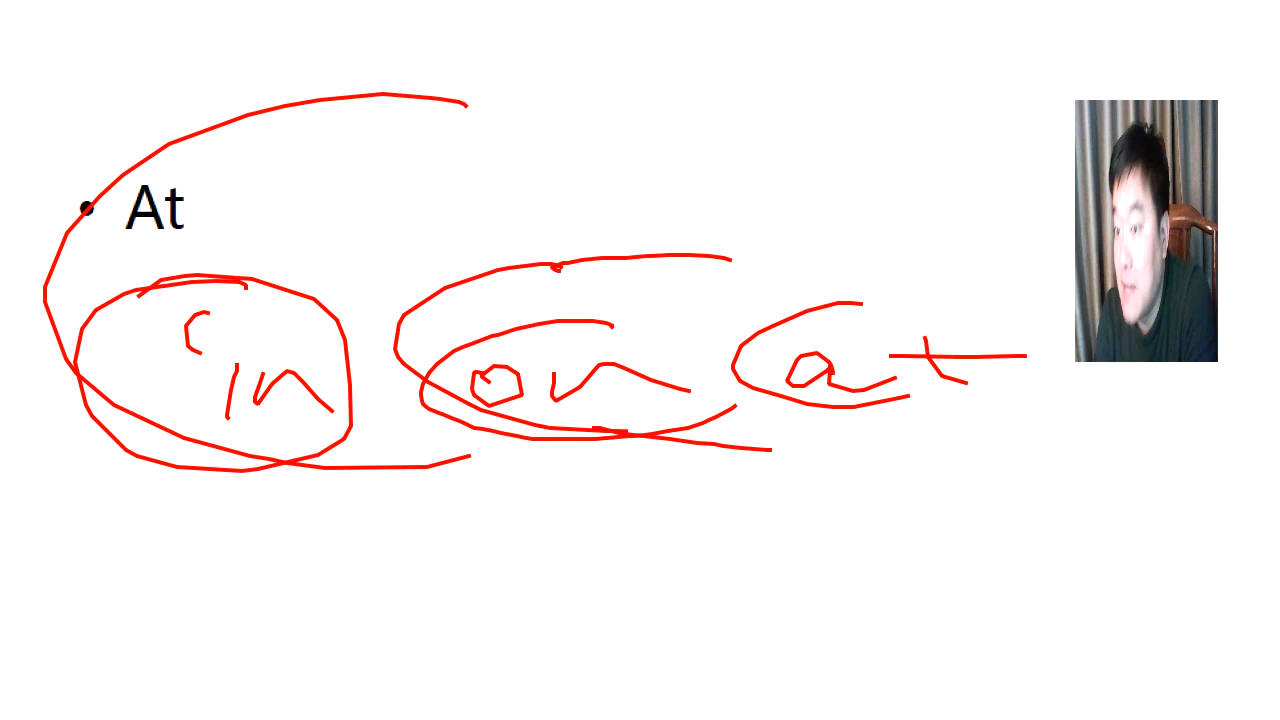 • At
in on at